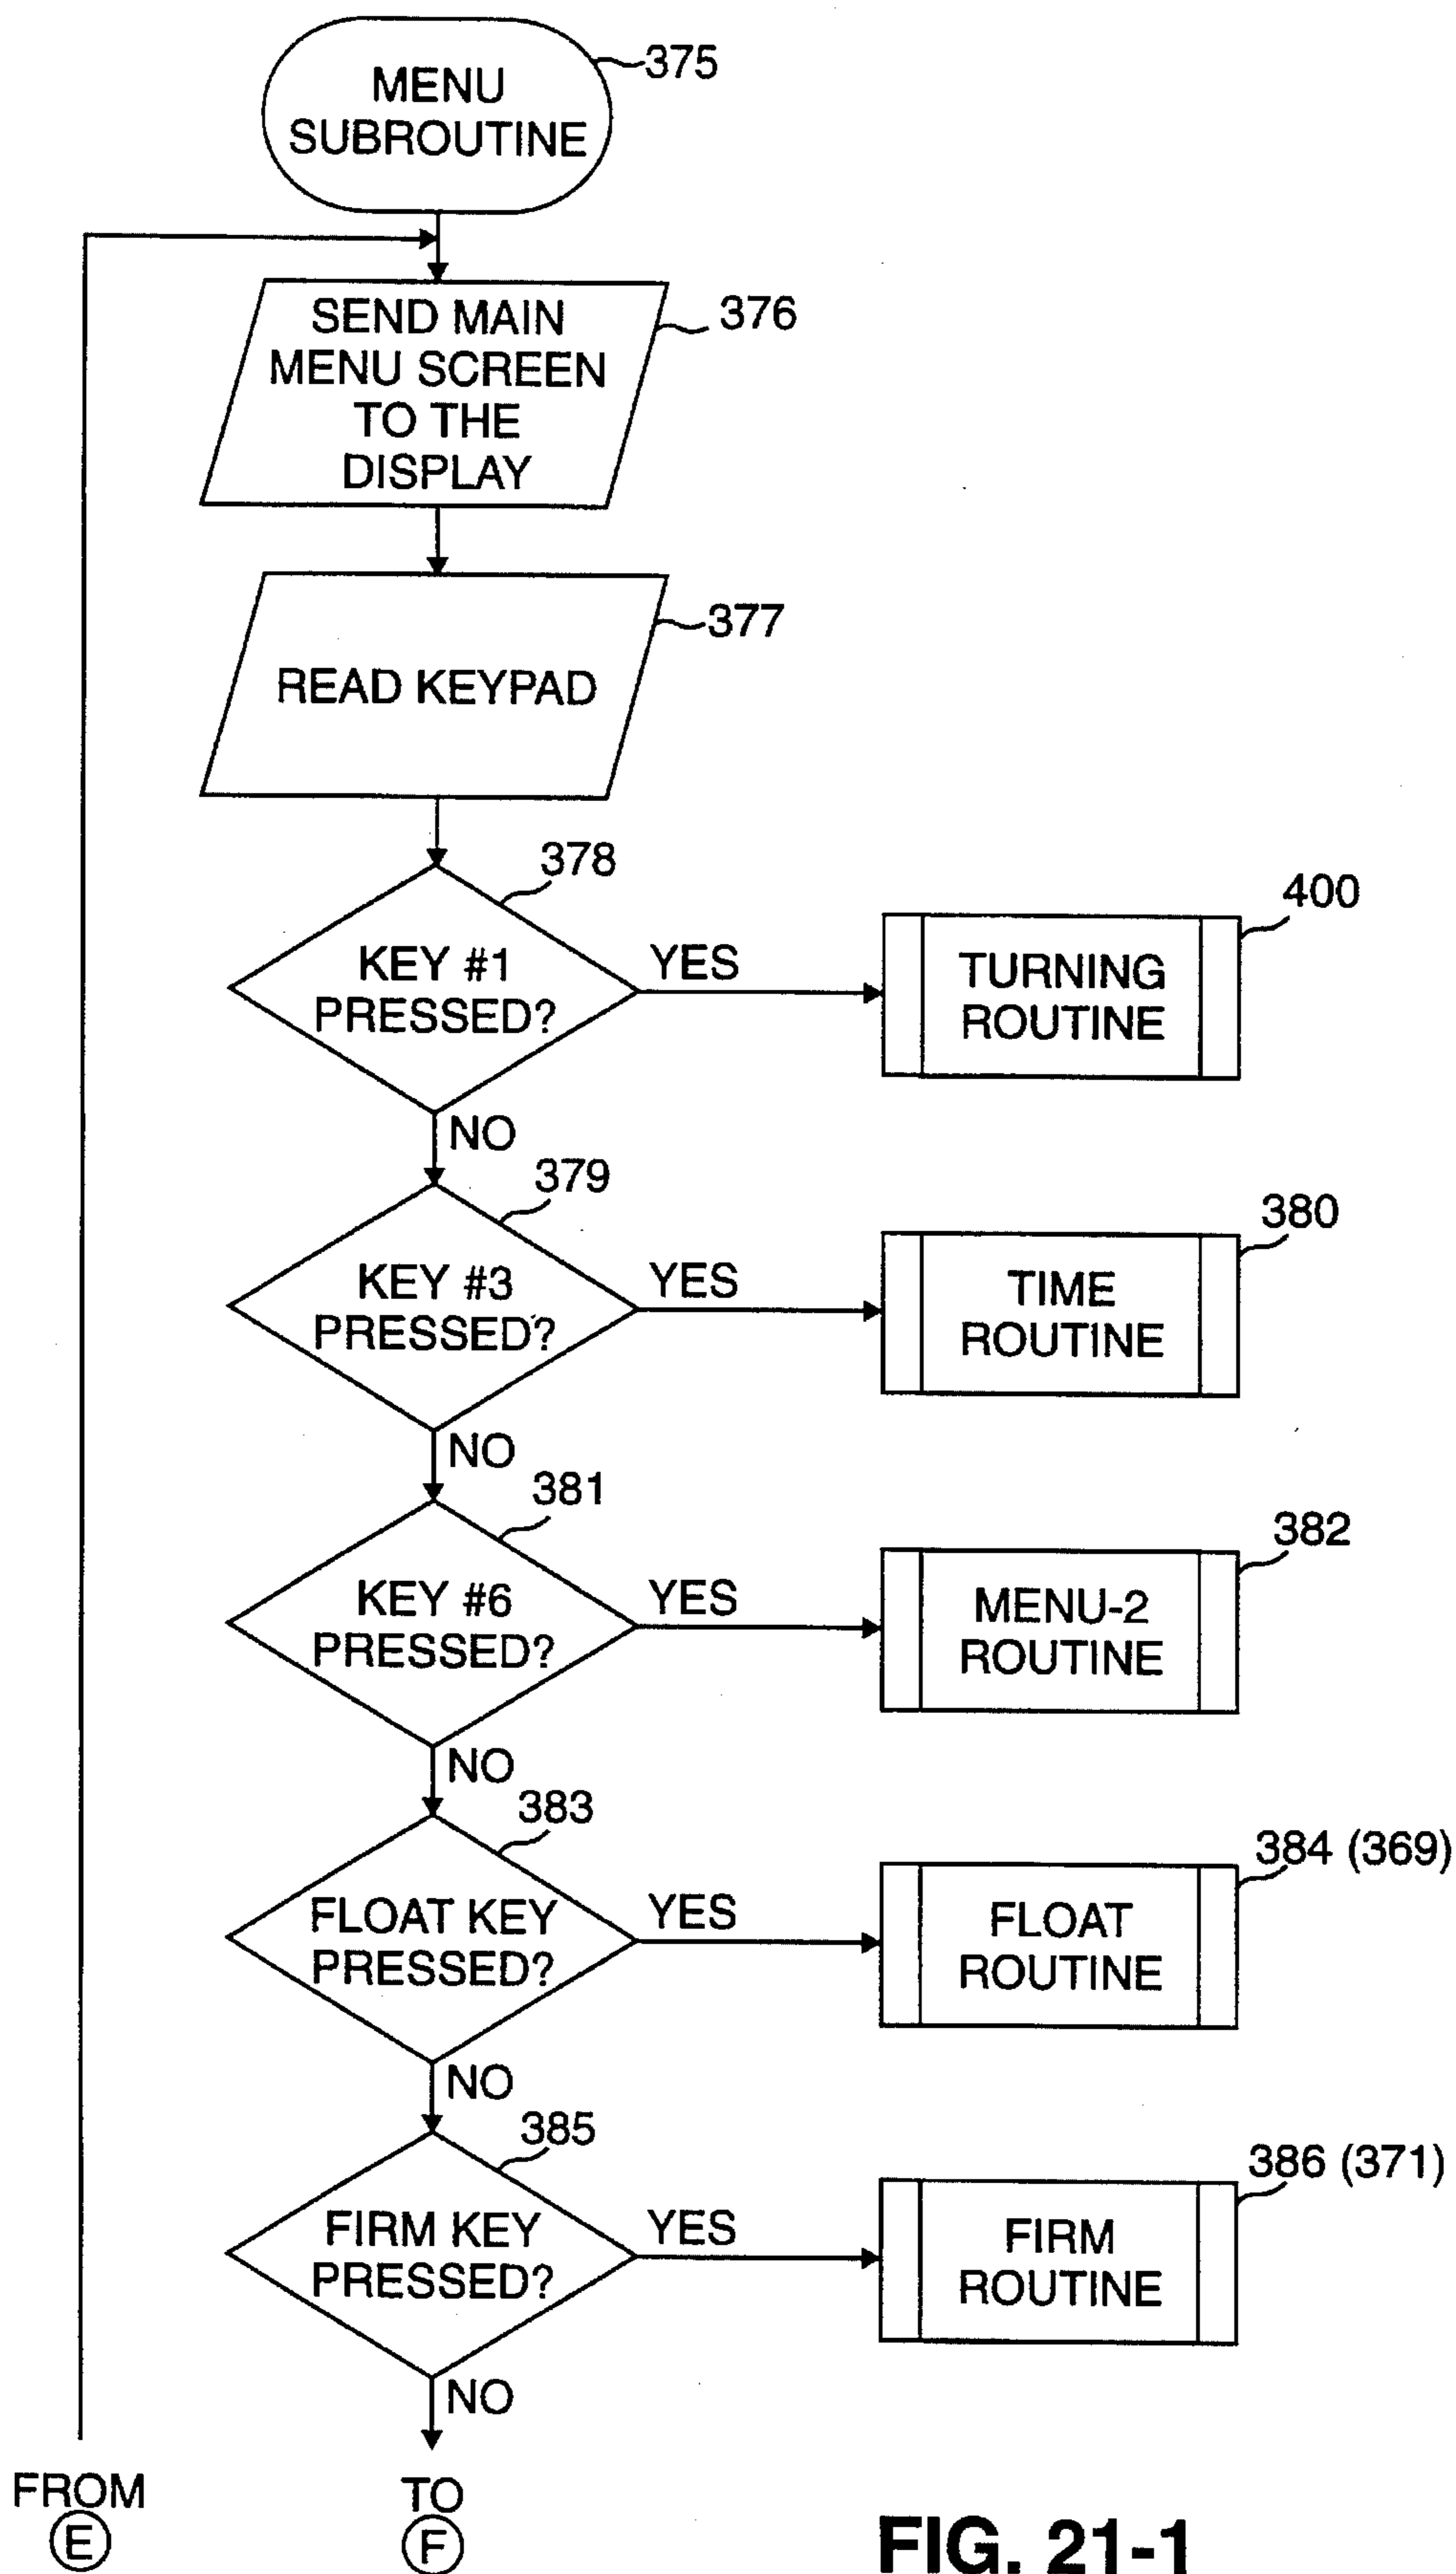 MENU
SUBROUTINE
375
SEND MAIN
MENU SCREEN
TO THE
DISPLAY
376
READ KEYPAD
377
378
KEY #1
PRESSED?
YES
400
TURNING
ROUTINE
NO
379
KEY #3
PRESSED?
YES
380
TIME
ROUTINE
NO
381
KEY #6
PRESSED?
YES
382
MENU-2
ROUTINE
NO
383
FLOAT KEY
PRESSED?
YES
384 (369)
FLOAT
ROUTINE
NO
385
FIRM KEY
PRESSED?
YES
386 (371)
FIRM
ROUTINE
NO
FROM
E
TO
F
FIG. 21-1